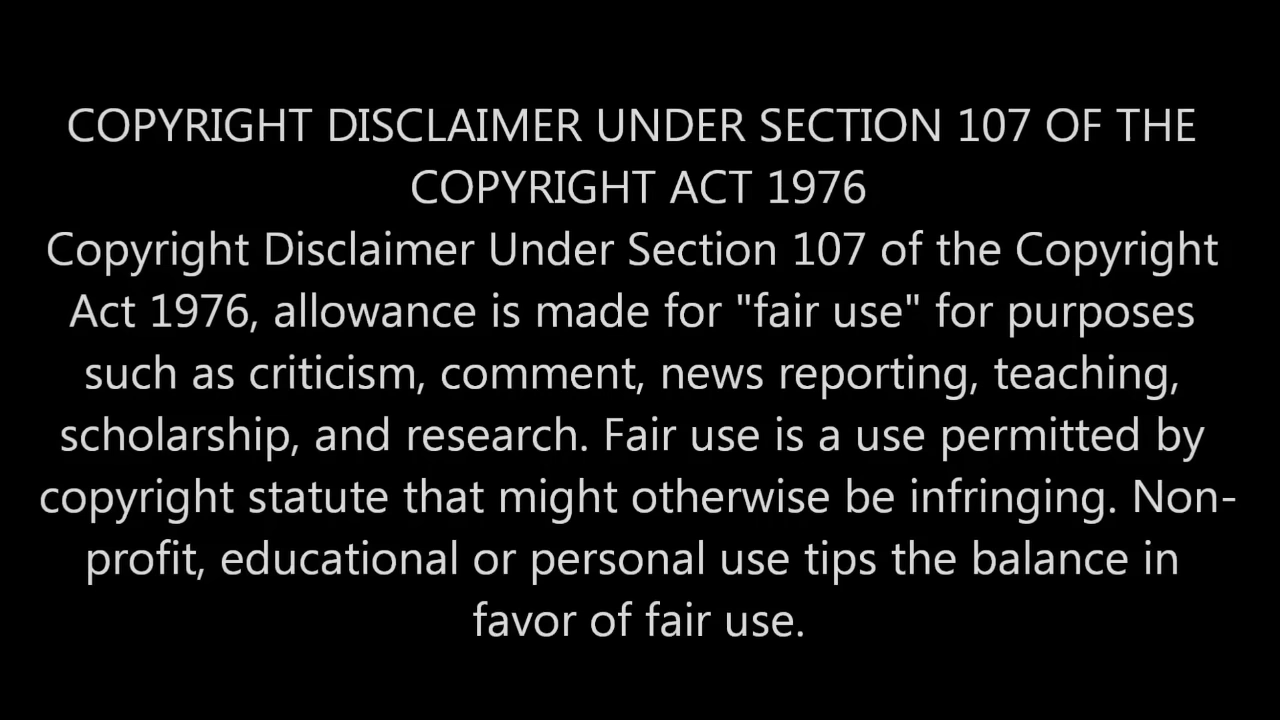 COPYRIGHT DISCLAIMER UNDER SECTION 107 OF THE
COPYRIGHT ACT 1976
Copyright Disclaimer Under Section 107 of the Copyright
Act 1976, allowance is made for "fair use" for purposes
such as criticism, comment, news reporting, teaching,
scholarship, and research. Fair use is a use permitted by
copyright statute that might otherwise be infringing. Non-
profit, educational or personal use tips the balance in
favor of fair use.